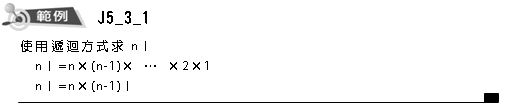 範例 J5_3_1
使用遞迴方式求 n！
n！=n×(n-1)× … ×2×1
n！=n×(n-1)！